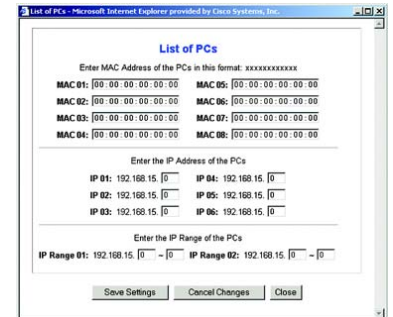 List of PCs - Microsoft Internet Explorer provided by Cisco Systems, Inc.
List of PCs
Enter MAC Address of the PCs in this format: xxxxxxxxxxxx
MAC 01: 00:00:00:00:00:00 MAC 05: 00:00:00:00:00:00
MAC 02: 00:00:00:00:00:00 MAC 06: 00:00:00:00:00:00
MAC 03: 00:00:00:00:00:00 MAC 07: 00:00:00:00:00:00
MAC 04: 00:00:00:00:00:00 MAC 08: 00:00:00:00:00:00
Enter the IP Address of the PCs
IP 01: 192.168.15. 0 IP 04: 192.168.15. 0
IP 02: 192.168.15. 0 IP 05: 192.168.15. 0
IP 03: 192.168.15. 0 IP 06: 192.168.15. 0
Enter the IP Range of the PCs
IP Range 01: 192.168.15. 0 ~ 0 IP Range 02: 192.168.15. 0 ~ 0
Save Settings Cancel Changes Close